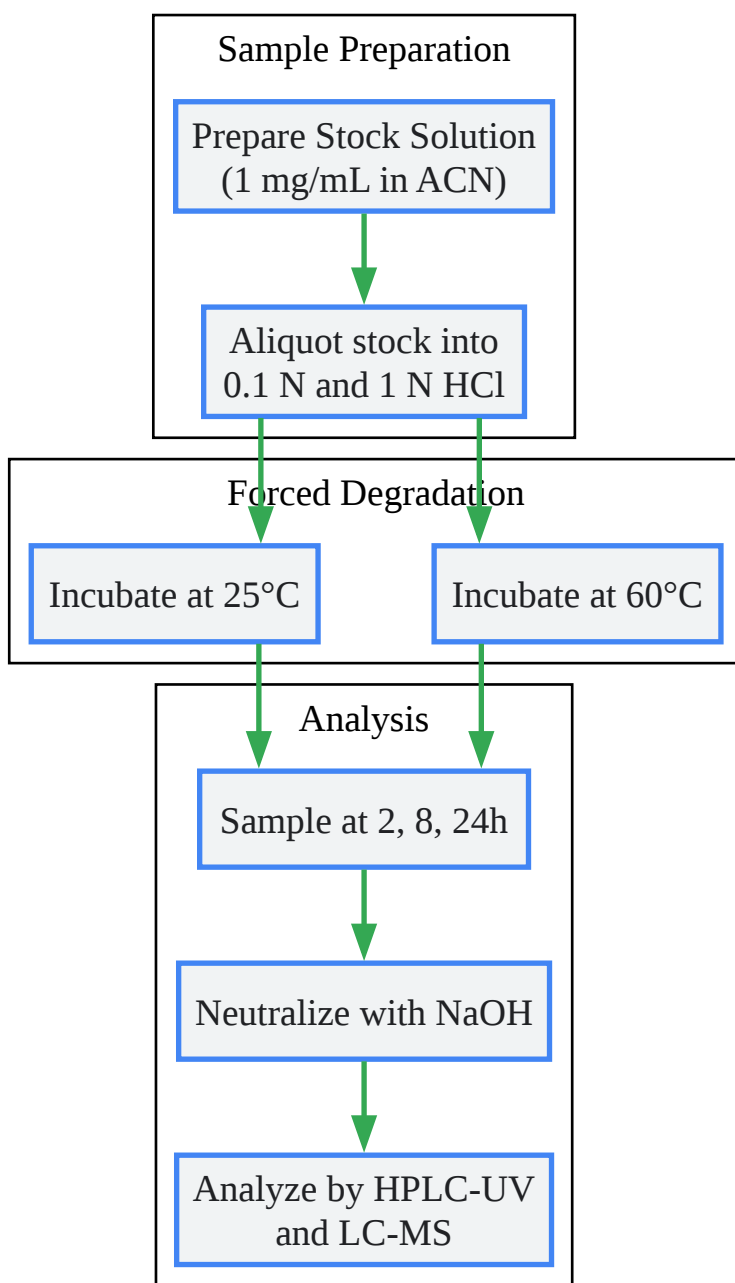 Sample Preparation
Prepare Stock Solution
(1 mg/mL in ACN)
Aliquot stock into
0.1 N and 1 N HCl
Forced Degradation
Incubate at 25°C
Incubate at 60°C
Analysis
Sample at 2, 8, 24h
Neutralize with NaOH
Analyze by HPLC-UV
and LC-MS